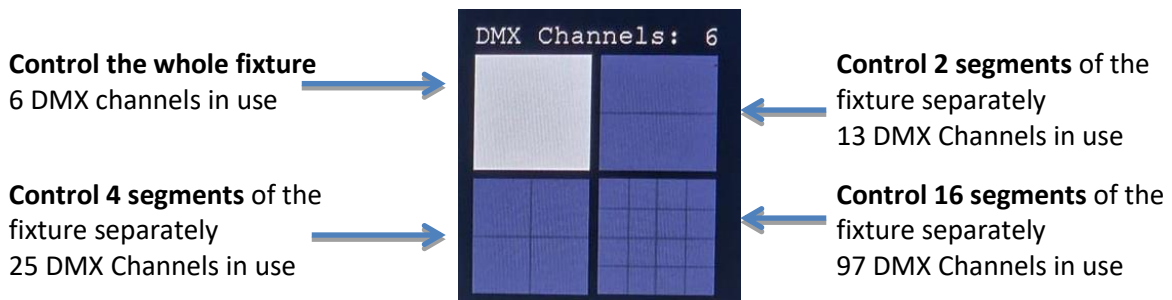 DMX Channels: 6
Control the whole fixture
6 DMX channels in use
Control 2 segments of the
fixture separately
13 DMX Channels in use
Control 4 segments of the
fixture separately
25 DMX Channels in use
Control 16 segments of the
fixture separately
97 DMX Channels in use